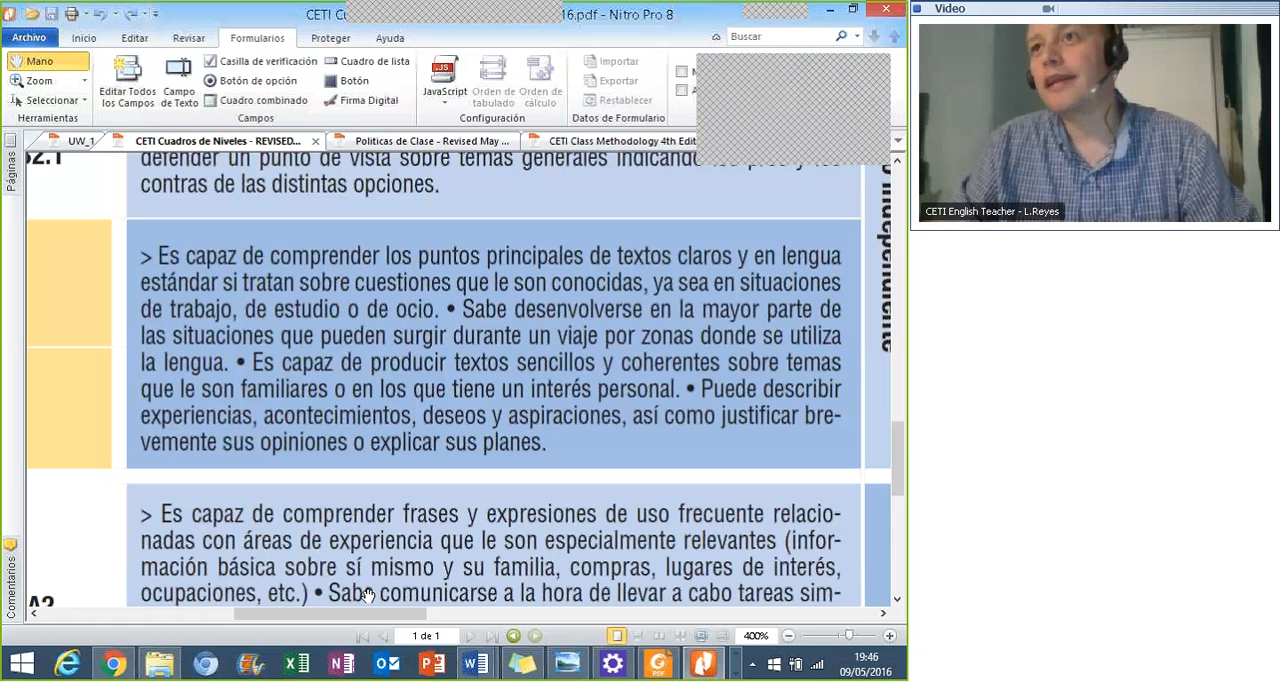 CETI Cu
16.pdf - Nitro Pro 8
Video
Archivo
Inicio
Editar
Revisar
Formularios
Proteger
Ayuda
Buscar
Mano
Zoom
Seleccionar
Herramientas
Editar Todos
los Campos
Campo
de Texto
Casilla de verificación
Botón de opción
Cuadro combinado
Cuadro de lista
Botón
Firma Digital
Campos
JavaScript
Orden de
tabulado
Orden de
cálculo
Configuración
Importar
Exportar
Restablecer
Datos de Formulario
UW_1
CETI Cuadros de Niveles - REVISED...
Politicas de Clase - Revised May ...
CETI Class Methodology 4th Edit
Páginas
Comentarios
defender un punto de vista sobre temas generales indicando
contras de las distintas opciones.
> Es capaz de comprender los puntos principales de textos claros y en lengua
estándar si tratan sobre cuestiones que le son conocidas, ya sea en situaciones
de trabajo, de estudio o de ocio. • Sabe desenvolverse en la mayor parte de
las situaciones que pueden surgir durante un viaje por zonas donde se utiliza
la lengua. • Es capaz de producir textos sencillos y coherentes sobre temas
que le son familiares o en los que tiene un interés personal. • Puede describir
experiencias, acontecimientos, deseos y aspiraciones, así como justificar bre-
vemente sus opiniones o explicar sus planes.
> Es capaz de comprender frases y expresiones de uso frecuente relacio-
nadas con áreas de experiencia que le son especialmente relevantes (infor-
mación básica sobre sí mismo y su familia, compras, lugares de interés,
ocupaciones, etc.) • Sabe comunicarse a la hora de llevar a cabo tareas sim-
A2
CETI English Teacher - L.Reyes
1 de 1
400%
19:46
09/05/2016